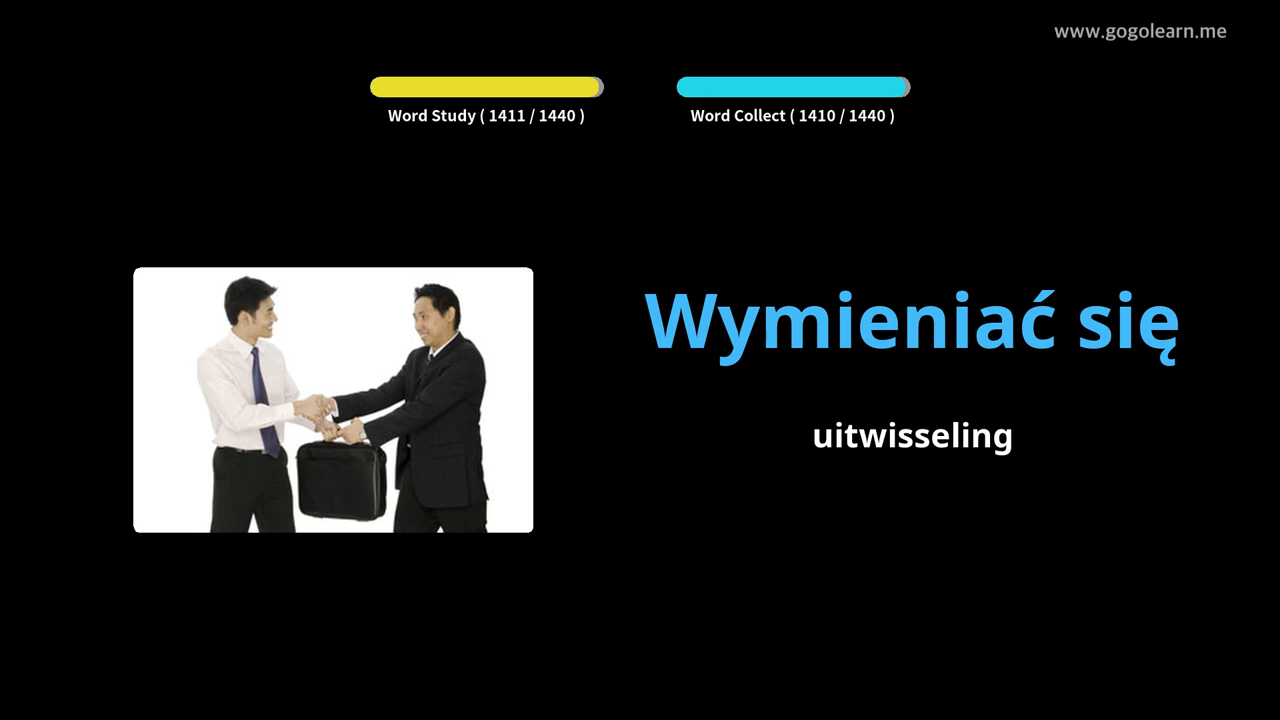 www.gogolearn.me
Word Study ( 1411 / 1440 )
Word Collect ( 1410 / 1440 )
Wymieniać się
uitwisseling